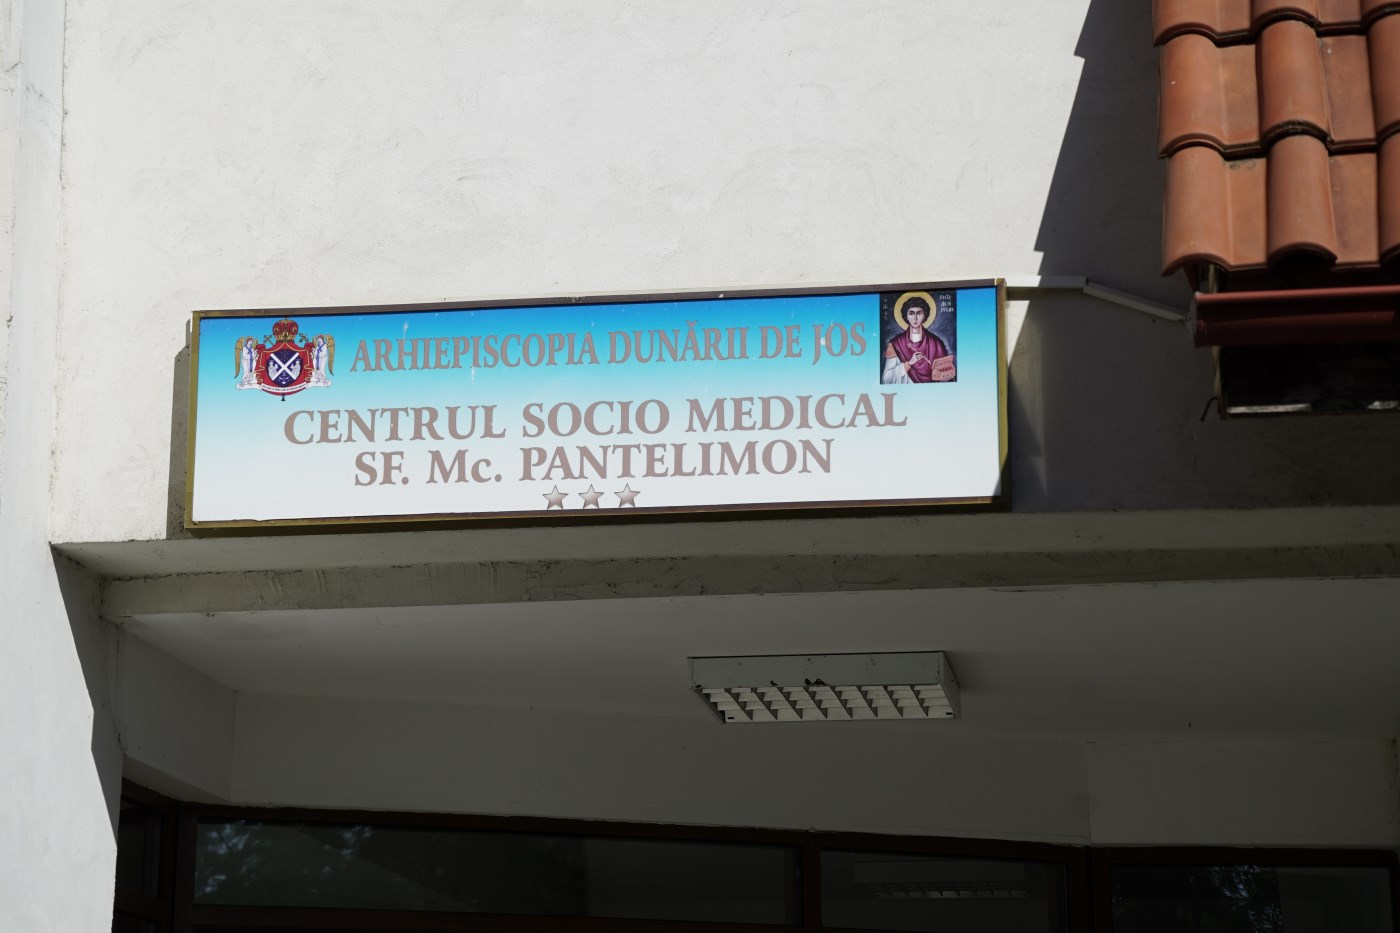 ARHIEPISCOPIA DUNĂRII DE JOS
CENTRUL SOCIO MEDICAL
SF. Mc. PANTELIMON